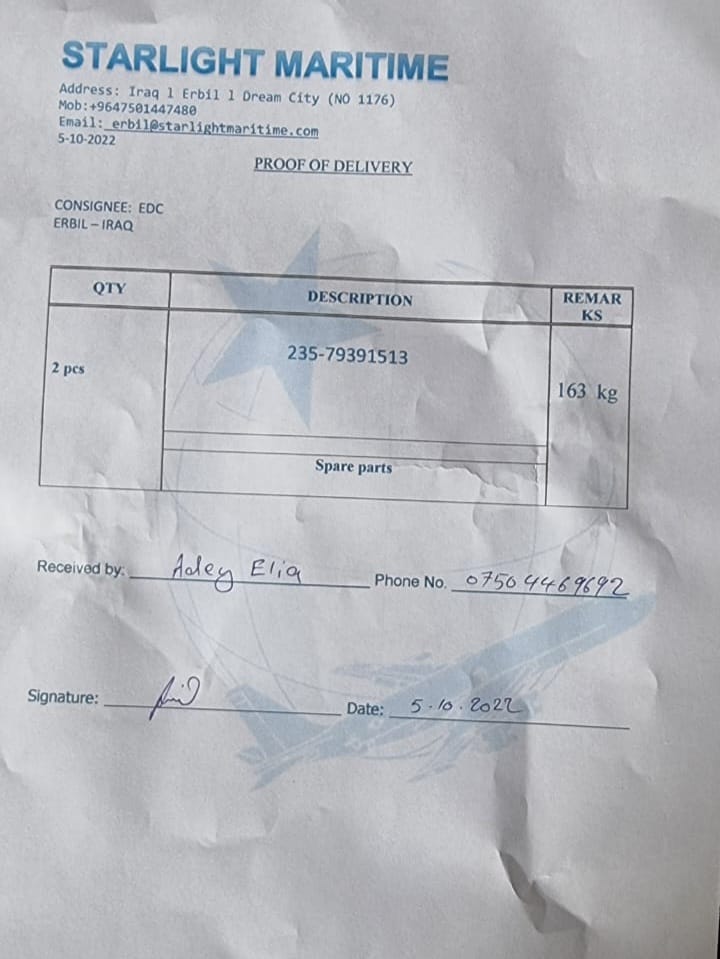 STARLIGHT MARITIME
Address: Iraq 1 Erbil 1 Dream City (NO 1176)
Mob:+9647501447480
Email: erbil@starlightmaritime.com
5-10-2022
PROOF OF DELIVERY
CONSIGNEE: EDC
ERBIL – IRAQ
QTY DESCRIPTION REMAR
KS
2 pcs 235-79391513 163 kg
Spare parts
Received by: Adey Elia Phone No. 07504469692
Signature: Date: 5.10.2022